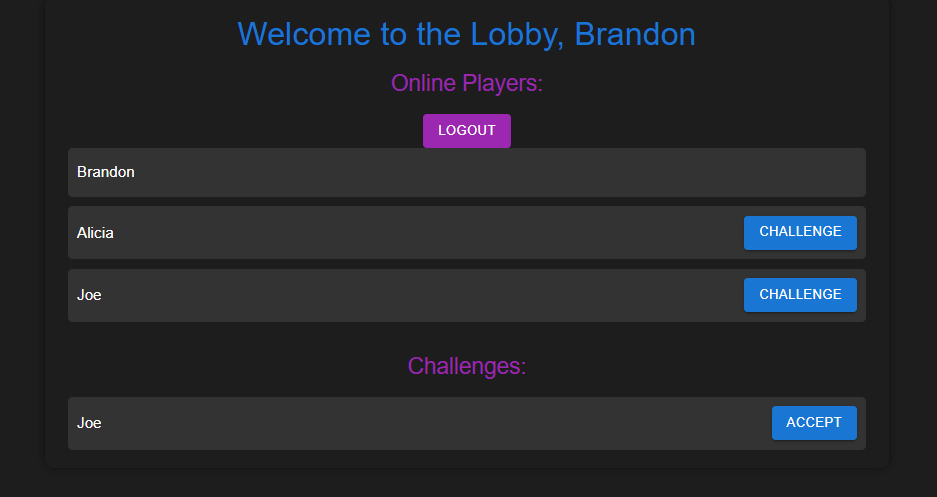 Welcome to the Lobby, Brandon
Online Players:
LOGOUT
Brandon
Alicia CHALLENGE
Joe CHALLENGE
Challenges:
Joe ACCEPT